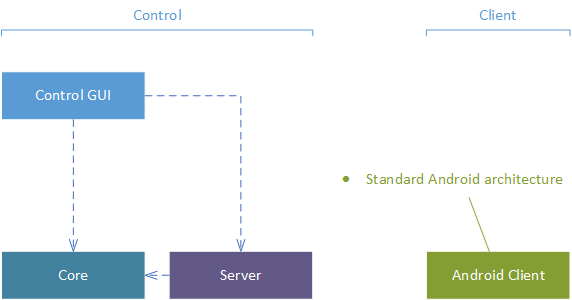 Control
Client
Control GUI
• Standard Android architecture
Core
Server
Android Client